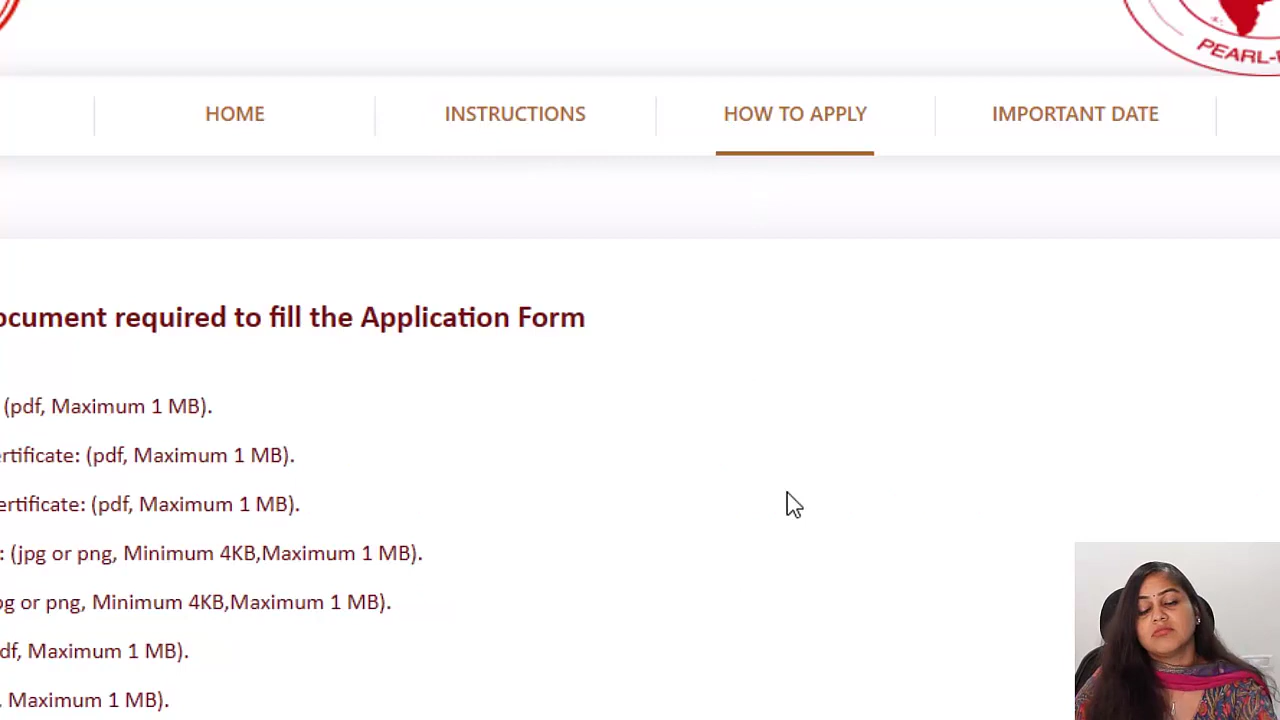 PEARL-
HOME
INSTRUCTIONS
HOW TO APPLY
IMPORTANT DATE
ocument required to fill the Application Form
(pdf, Maximum 1 MB).
ertificate: (pdf, Maximum 1 MB).
ertificate: (pdf, Maximum 1 MB).
: (jpg or png, Minimum 4KB,Maximum 1 MB).
pg or png, Minimum 4KB,Maximum 1 MB).
df, Maximum 1 MB).
, Maximum 1 MB).